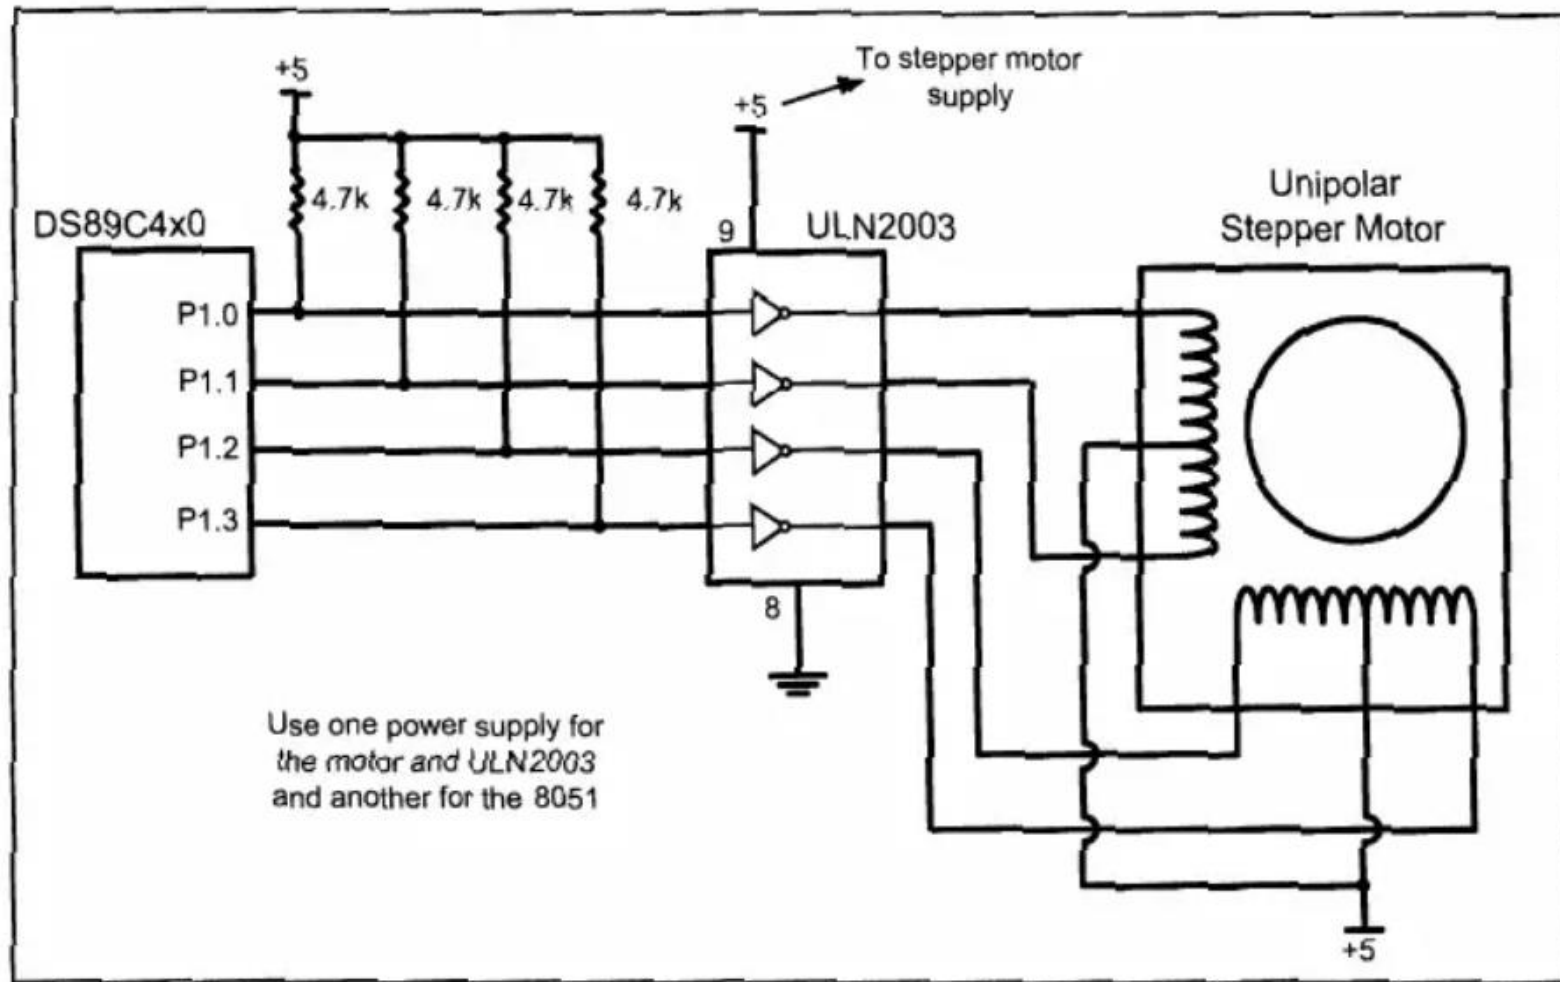 +5
To stepper motor
supply
+5
4.7k
4.7k
4.7k
4.7k
DS89C4x0
9
ULN2003
Unipolar
Stepper Motor
P1.0
P1.1
P1.2
P1.3
8
Use one power supply for
the motor and ULN2003
and another for the 8051
+5